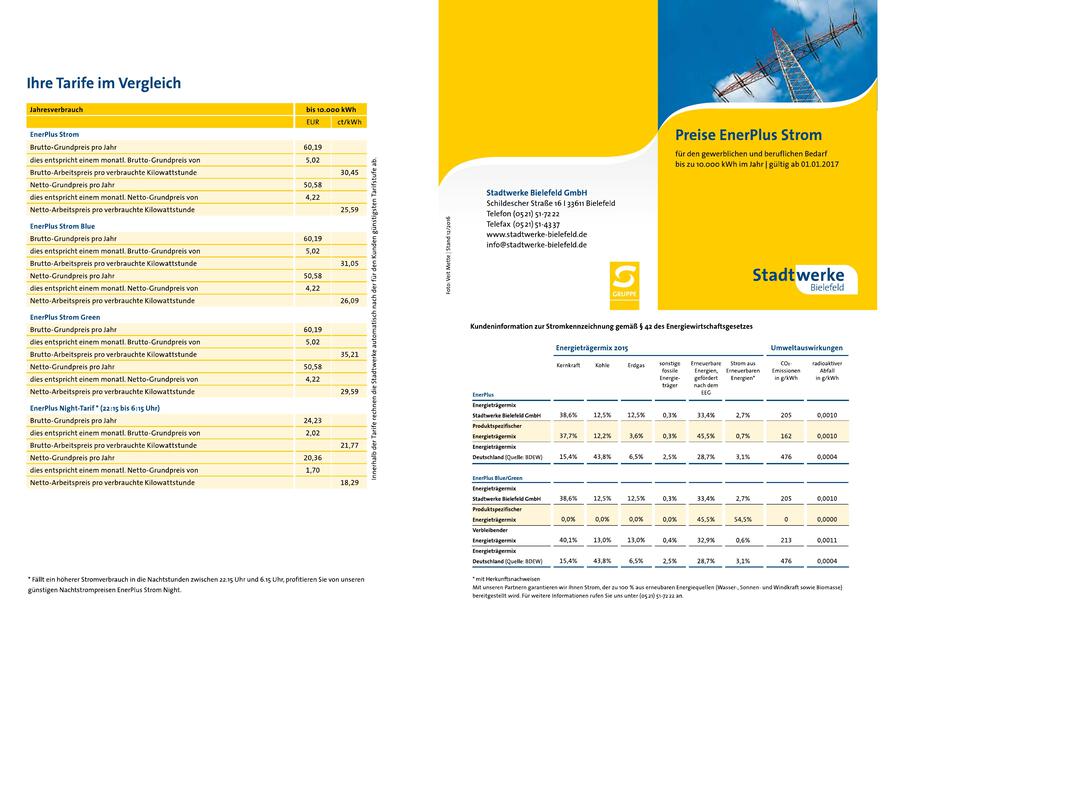 Ihre Tarife im Vergleich
Jahresverbrauch bis 10.000 kWh
EUR ct/kWh
EnerPlus Strom
Brutto-Grundpreis pro Jahr 60,19
dies entspricht einem monatl. Brutto-Grundpreis von 5,02
Brutto-Arbeitspreis pro verbrauchte Kilowattstunde 30,45
Netto-Grundpreis pro Jahr 50,58
dies entspricht einem monatl. Netto-Grundpreis von 4,22
Netto-Arbeitspreis pro verbrauchte Kilowattstunde 25,59
EnerPlus Strom Blue
Brutto-Grundpreis pro Jahr 60,19
dies entspricht einem monatl. Brutto-Grundpreis von 5,02
Brutto-Arbeitspreis pro verbrauchte Kilowattstunde 31,05
Netto-Grundpreis pro Jahr 50,58
dies entspricht einem monatl. Netto-Grundpreis von 4,22
Netto-Arbeitspreis pro verbrauchte Kilowattstunde 26,09
EnerPlus Strom Green
Brutto-Grundpreis pro Jahr 60,19
dies entspricht einem monatl. Brutto-Grundpreis von 5,02
Brutto-Arbeitspreis pro verbrauchte Kilowattstunde 35,21
Netto-Grundpreis pro Jahr 50,58
dies entspricht einem monatl. Netto-Grundpreis von 4,22
Netto-Arbeitspreis pro verbrauchte Kilowattstunde 29,59
EnerPlus Night-Tarif * (22:15 bis 6:15 Uhr)
Brutto-Grundpreis pro Jahr 24,23
dies entspricht einem monatl. Brutto-Grundpreis von 2,02
Brutto-Arbeitspreis pro verbrauchte Kilowattstunde 21,77
Netto-Grundpreis pro Jahr 20,36
dies entspricht einem monatl. Netto-Grundpreis von 1,70
Netto-Arbeitspreis pro verbrauchte Kilowattstunde 18,29
Innerhalb der Tarife rechnen die Stadtwerke automatisch nach der für den Kunden günstigsten Tarifstufe ab.
* Fällt ein höherer Stromverbrauch in die Nachtstunden zwischen 22.15 Uhr und 6.15 Uhr, profitieren Sie von unseren
günstigen Nachtstrompreisen EnerPlus Strom Night.
Foto: Veit Mette | Stand 12/2016
Stadtwerke Bielefeld GmbH
Schildescher Straße 16 | 33611 Bielefeld
Telefon (05 21) 51-72 22
Telefax (05 21) 51-43 37
www.stadtwerke-bielefeld.de
info@stadtwerke-bielefeld.de
GRUPPE
Preise EnerPlus Strom
für den gewerblichen und beruflichen Bedarf
bis zu 10.000 kWh im Jahr | gültig ab 01.01.2017
Stadtwerke
Bielefeld
Kundeninformation zur Stromkennzeichnung gemäß § 42 des Energiewirtschaftsgesetzes
Energieträgermix 2015 Umweltauswirkungen
Kernkraft Kohle Erdgas sonstige fossile Energie-träger Erneuerbare Energien, gefördert nach dem EEG Strom aus Erneuerbaren Energien* CO₂-Emissionen in g/kWh radioaktiver Abfall in g/kWh
EnerPlus
Energieträgermix
Stadtwerke Bielefeld GmbH 38,6% 12,5% 12,5% 0,3% 33,4% 2,7% 205 0,0010
Produktspezifischer
Energieträgermix 37,7% 12,2% 3,6% 0,3% 45,5% 0,7% 162 0,0010
Energieträgermix
Deutschland (Quelle: BDEW) 15,4% 43,8% 6,5% 2,5% 28,7% 3,1% 476 0,0004
EnerPlus Blue/Green
Energieträgermix
Stadtwerke Bielefeld GmbH 38,6% 12,5% 12,5% 0,3% 33,4% 2,7% 205 0,0010
Produktspezifischer
Energieträgermix 0,0% 0,0% 0,0% 0,0% 45,5% 54,5% 0 0,0000
Verbleibender
Energieträgermix 40,1% 13,0% 13,0% 0,4% 32,9% 0,6% 213 0,0011
Energieträgermix
Deutschland (Quelle: BDEW) 15,4% 43,8% 6,5% 2,5% 28,7% 3,1% 476 0,0004
* mit Herkunftsnachweisen
Mit unseren Partnern garantieren wir Ihnen Strom, der zu 100 % aus erneubaren Energiequellen (Wasser-, Sonnen- und Windkraft sowie Biomasse)
bereitgestellt wird. Für weitere Informationen rufen Sie uns unter (05 21) 51-72 22 an.